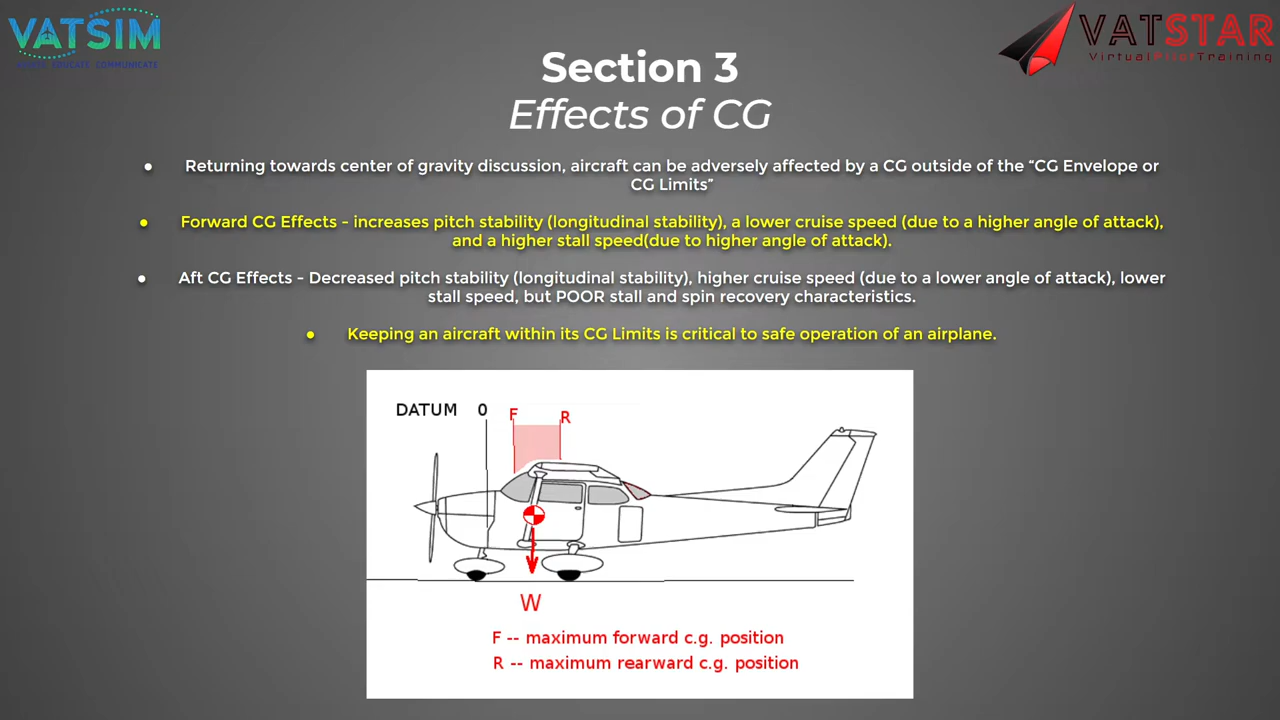 VATSIM
VATSTAR
VirtualPilotTraining
Section 3
Effects of CG
● Returning towards center of gravity discussion, aircraft can be adversely affected by a CG outside of the “CG Envelope or
CG Limits”
● Forward CG Effects - increases pitch stability (longitudinal stability), a lower cruise speed (due to a higher angle of attack),
and a higher stall speed(due to higher angle of attack).
● Aft CG Effects - Decreased pitch stability (longitudinal stability), higher cruise speed (due to a lower angle of attack), lower
stall speed, but POOR stall and spin recovery characteristics.
● Keeping an aircraft within its CG Limits is critical to safe operation of an airplane.
DATUM 0
F
R
W
F -- maximum forward c.g. position
R -- maximum rearward c.g. position